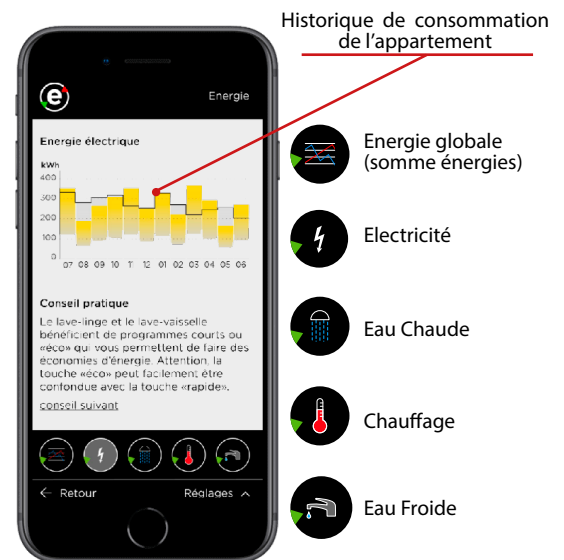 Historique de consommation
de l'appartement
e
Energie
Energie électrique
kWh
400
300
200
100
0
07 08 09 10 11 12 01 02 03 04 05 06
Conseil pratique
Le lave-linge et le lave-vaisselle
bénéficient de programmes courts ou
«éco» qui vous permettent de faire des
économies d'énergie. Attention, la
touche «éco» peut facilement être
confondue avec la touche «rapide».
conseil suivant
← Retour
Réglages
Energie globale
(somme énergies)
Electricité
Eau Chaude
Chauffage
Eau Froide